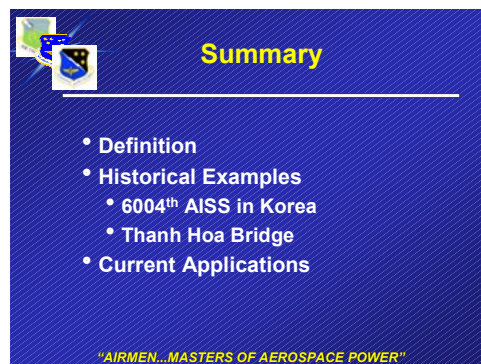 Summary
• Definition
• Historical Examples
• 6004th AISS in Korea
• Thanh Hoa Bridge
• Current Applications
“AIRMEN...MASTERS OF AEROSPACE POWER”